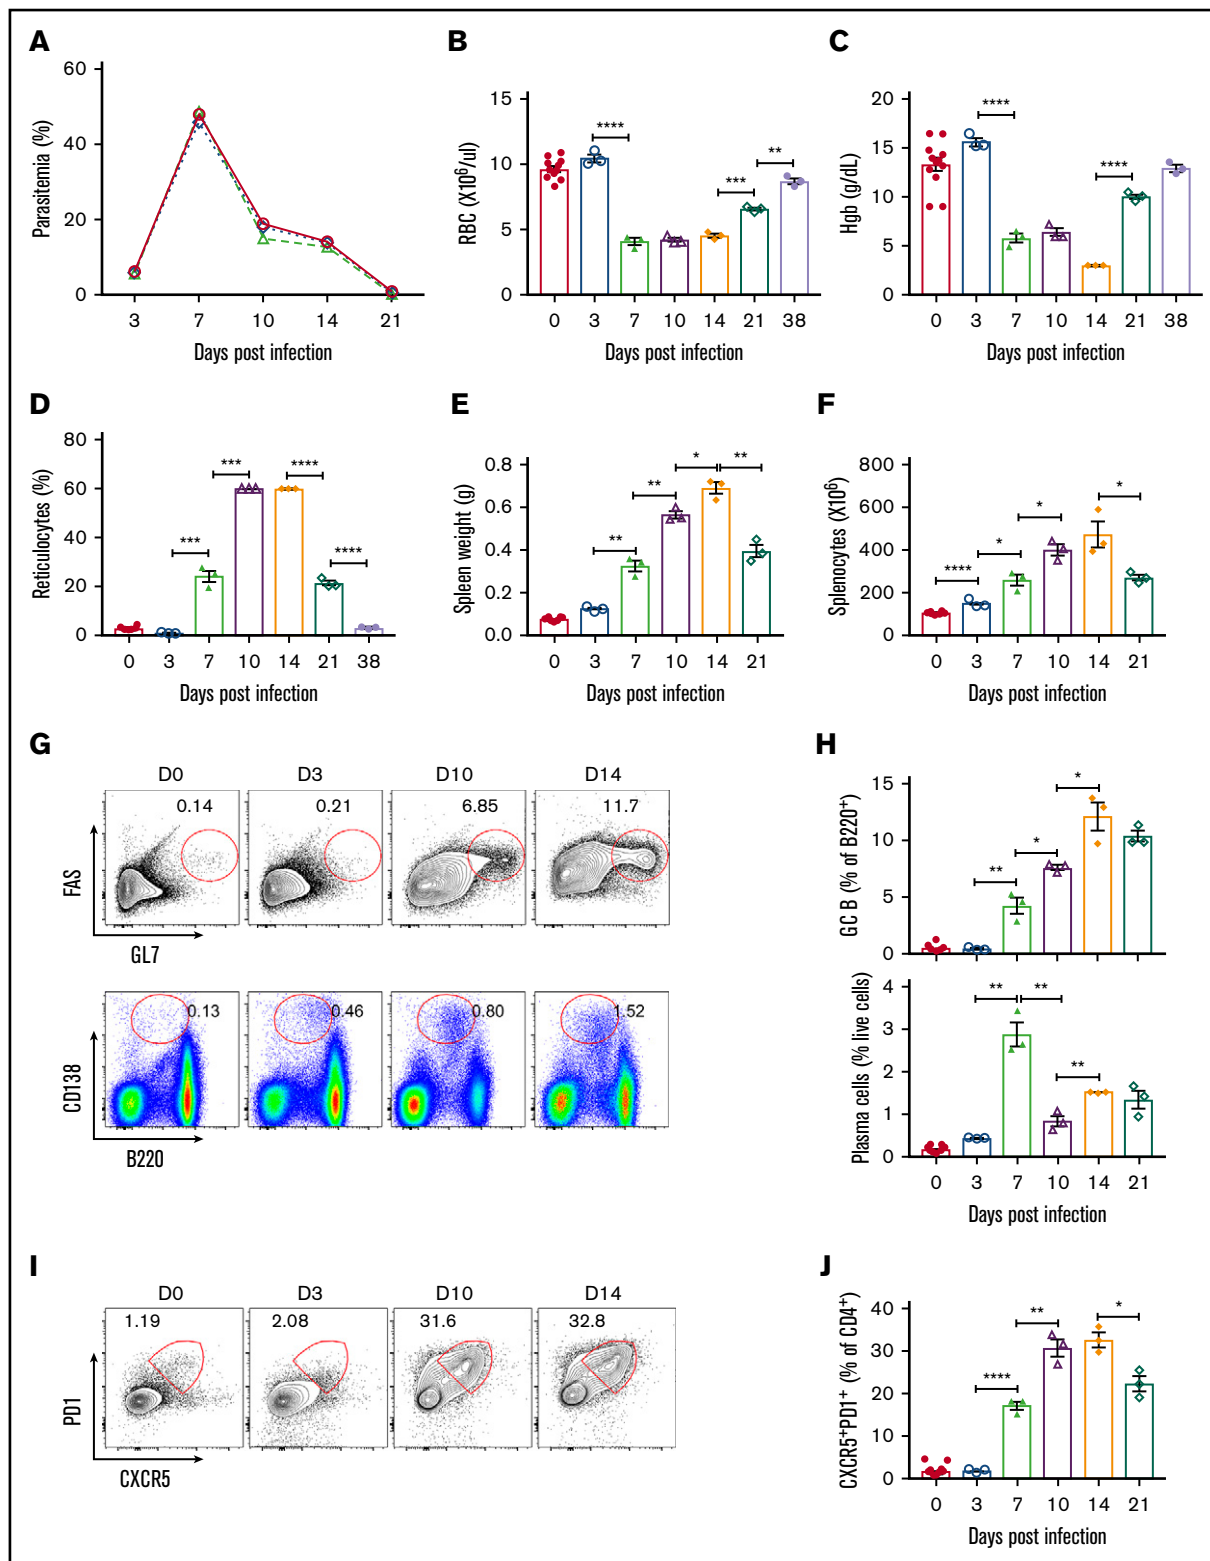 A
Parasitemia (%)
60
40
20
0
3 7 10 14 21
Days post infection
B
RBC (X10⁶/ul)
15
10
5
0
**** *** **
0 3 7 10 14 21 38
Days post infection
C
Hgb (g/dL)
20
15
10
5
0
**** ****
0 3 7 10 14 21 38
Days post infection
D
Reticulocytes (%)
80
60
40
20
0
*** *** **** ****
0 3 7 10 14 21 38
Days post infection
E
Spleen weight (g)
0.8
0.6
0.4
0.2
0.0
** ** * **
0 3 7 10 14 21
Days post infection
F
Splenocytes (X10⁶)
800
600
400
200
0
**** * * *
0 3 7 10 14 21
Days post infection
G
D0 D3 D10 D14
0.14 0.21 6.85 11.7
FAS
GL7
0.13 0.46 0.80 1.52
CD138
B220
H
GC B (% of B220⁺)
15
10
5
0
** * *
Plasma cells (% live cells)
4
3
2
1
0
** ** **
0 3 7 10 14 21
Days post infection
I
D0 D3 D10 D14
1.19 2.08 31.6 32.8
PD1
CXCR5
J
CXCR5⁺PD1⁺ (% of CD4⁺)
40
30
20
10
0
**** ** *
0 3 7 10 14 21
Days post infection